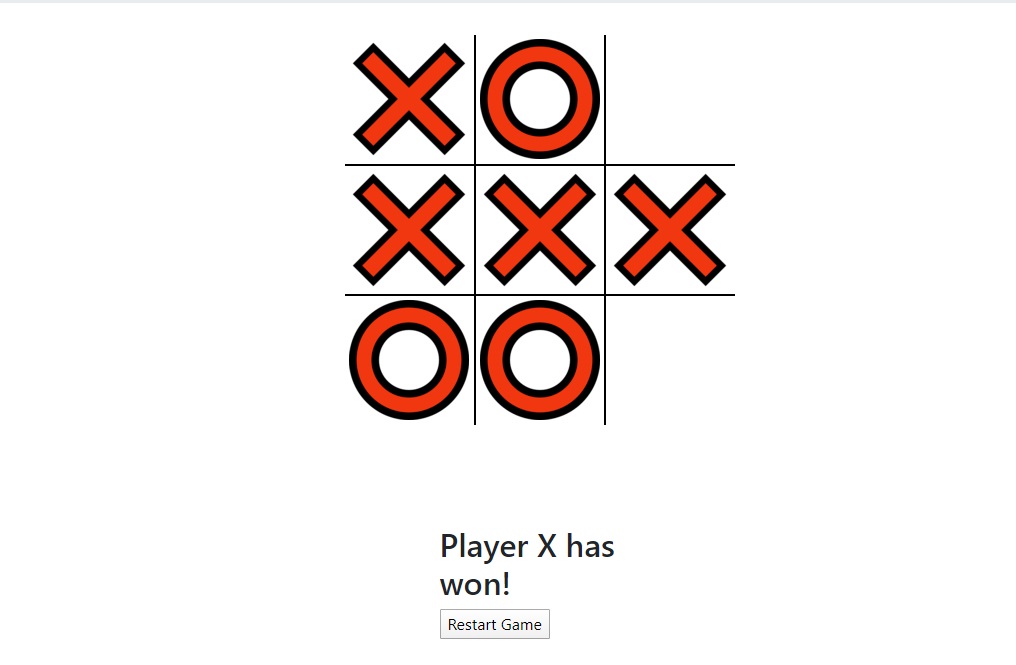 X O
X X X
O O
Player X has
won!
Restart Game